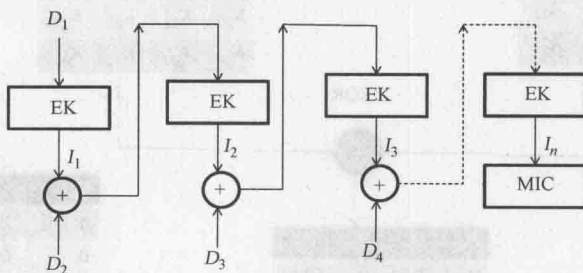 D₁
EK
EK
EK
EK
I₁
I₂
I₃
Iₙ
+
+
+
MIC
D₂
D₃
D₄